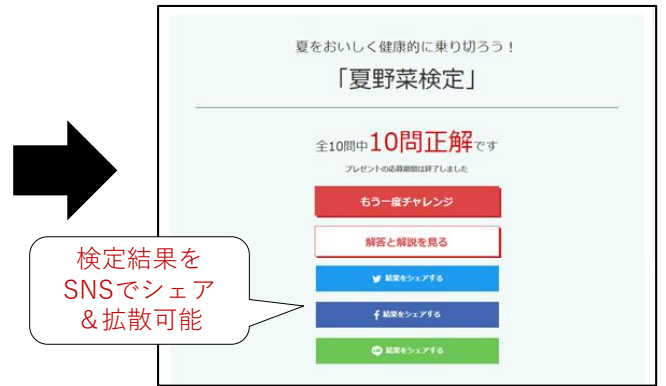 夏をおいしく健康的に乗り切ろう！
「夏野菜検定」
全10問中10問正解です
プレゼントの応募期間は終了しました
もう一度チャレンジ
解答と解説を見る
結果をシェアする
結果をシェアする
結果をシェアする
検定結果を
SNSでシェア
＆拡散可能